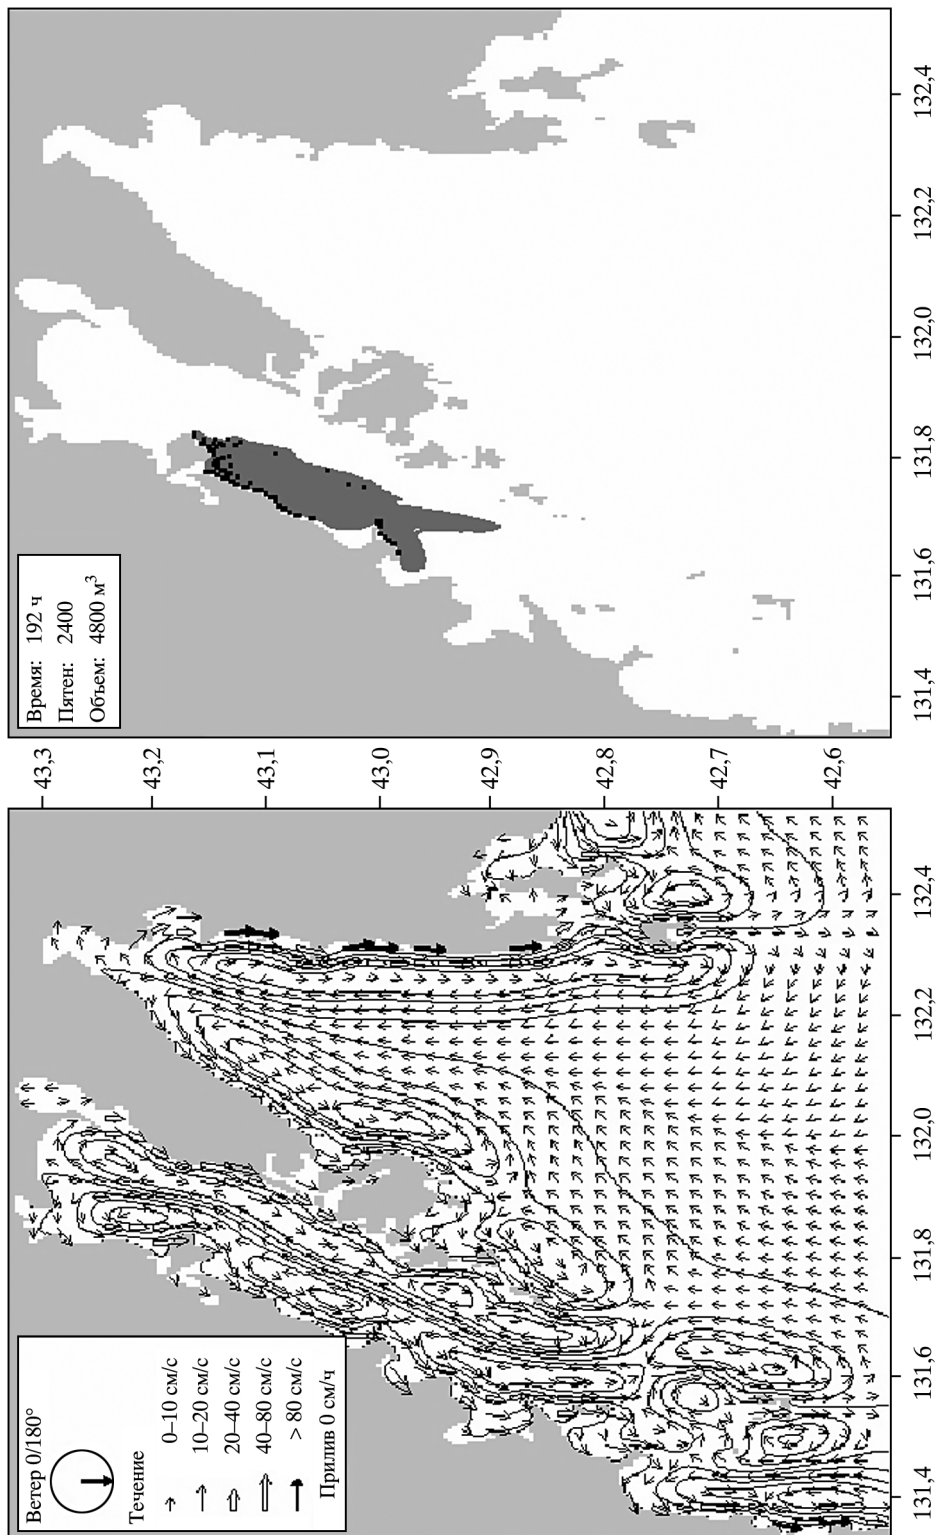 Время: 192 ч
Пятен: 2400
Объем: 4800 м³
43,3
43,2
43,1
43,0
42,9
42,8
42,7
42,6
131,4
131,6
131,8
132,0
132,2
132,4
Ветер 0/180°
Течение
0–10 см/с
10–20 см/с
20–40 см/с
40–80 см/с
> 80 см/с
Прилив 0 см/ч
131,4
131,6
131,8
132,0
132,2
132,4